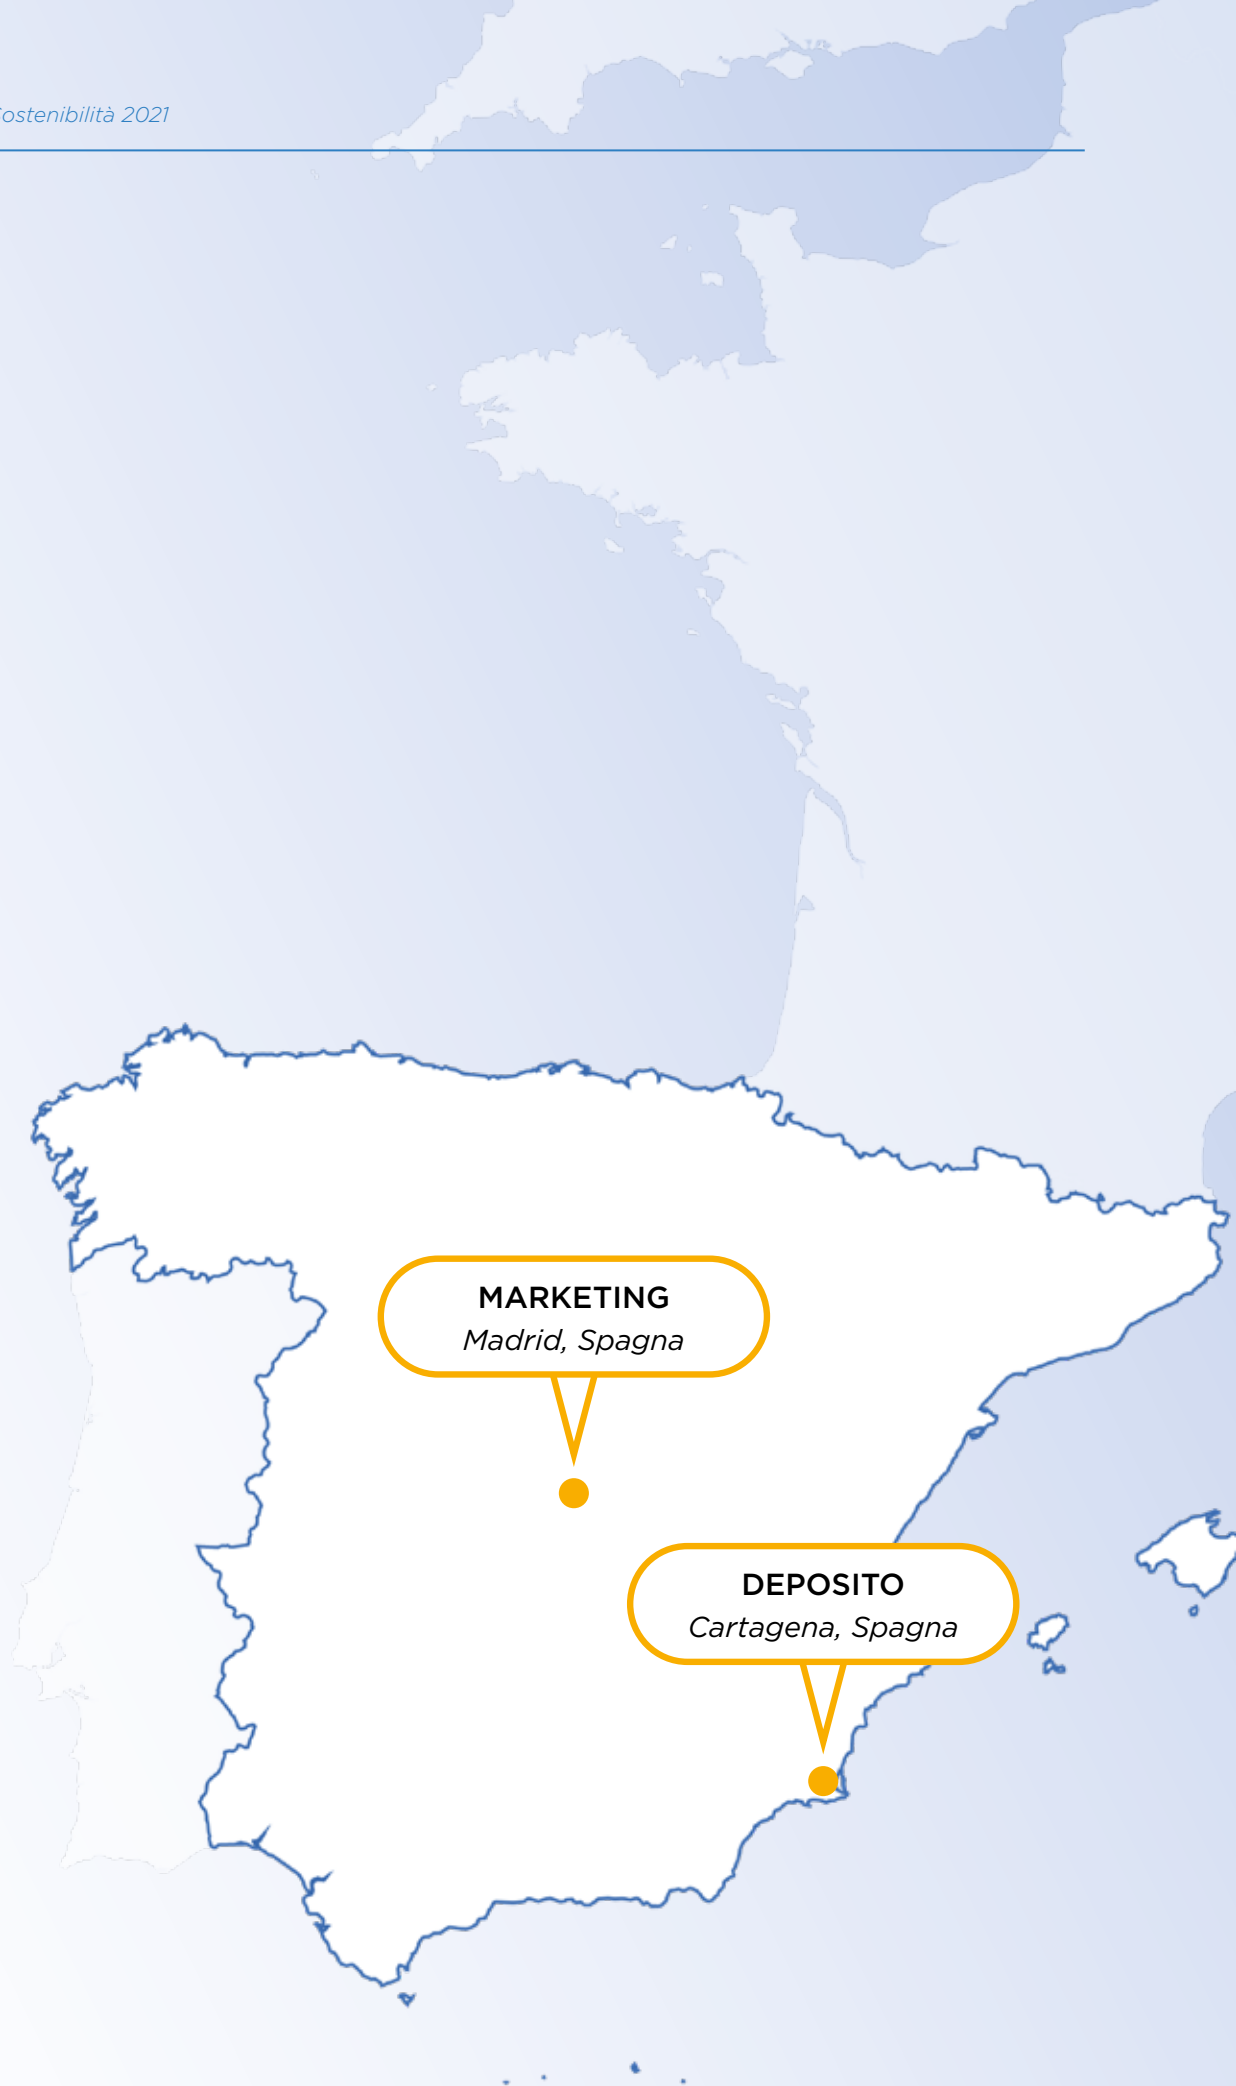 ostenibilità 2021
MARKETING
Madrid, Spagna
DEPOSITO
Cartagena, Spagna